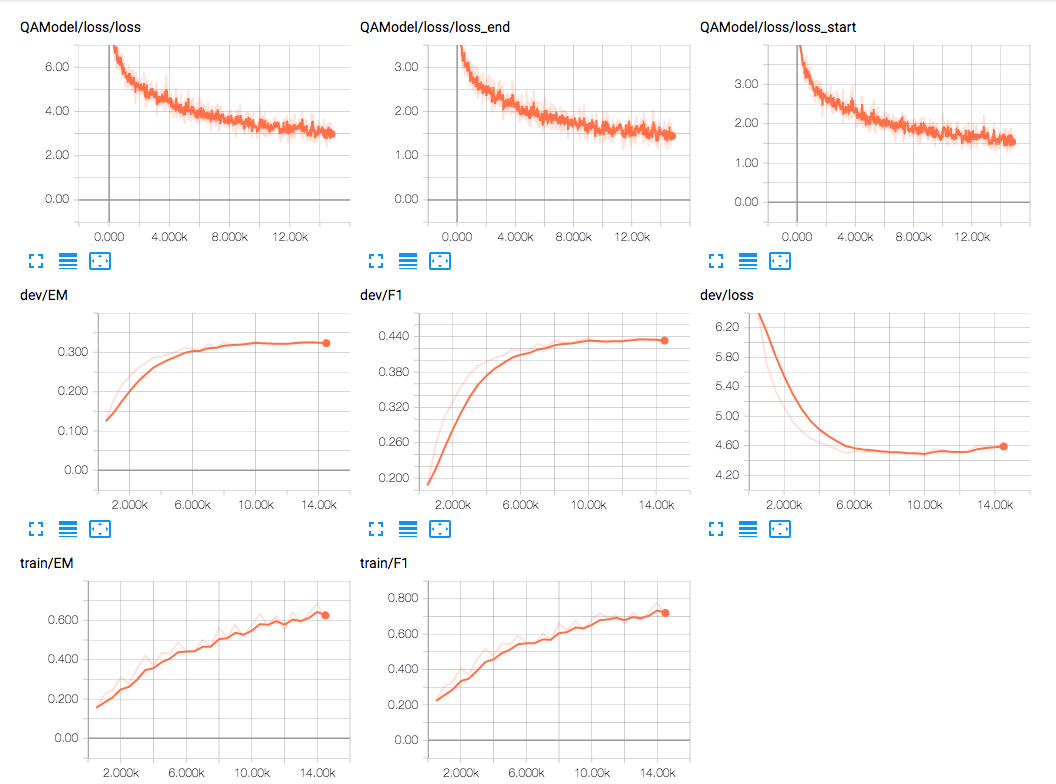 QAModel/loss/loss
QAModel/loss/loss_end
QAModel/loss/loss_start
6.00
4.00
2.00
0.00
0.000 4.000k 8.000k 12.00k
3.00
2.00
1.00
0.00
0.000 4.000k 8.000k 12.00k
3.00
2.00
1.00
0.00
0.000 4.000k 8.000k 12.00k
dev/EM
dev/F1
dev/loss
0.300
0.200
0.100
0.00
2.000k 6.000k 10.00k 14.00k
0.440
0.380
0.320
0.260
0.200
2.000k 6.000k 10.00k 14.00k
6.20
5.80
5.40
5.00
4.60
4.20
2.000k 6.000k 10.00k 14.00k
train/EM
train/F1
0.600
0.400
0.200
0.00
2.000k 6.000k 10.00k 14.00k
0.800
0.600
0.400
0.200
0.00
2.000k 6.000k 10.00k 14.00k